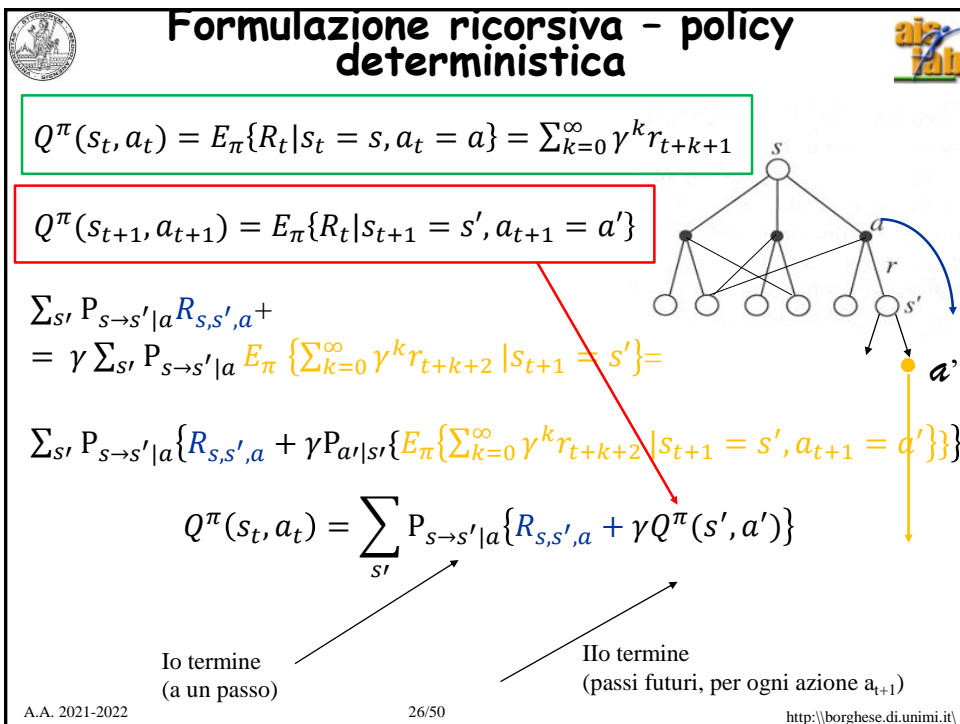 Formulazione ricorsiva – policy
deterministica
Q^π(s_t, a_t) = E_π{R_t|s_t = s, a_t = a} = ∑_{k=0}^{∞} γ^k r_{t+k+1}
Q^π(s_{t+1}, a_{t+1}) = E_π{R_t|s_{t+1} = s′, a_{t+1} = a′}
s
a
r
s′
a’
∑_{s′} P_{s→s′|a} R_{s,s′,a} +
= γ ∑_{s′} P_{s→s′|a} E_π {∑_{k=0}^{∞} γ^k r_{t+k+2} |s_{t+1} = s′}=
∑_{s′} P_{s→s′|a}{R_{s,s′,a} + γP_{a′|s′}{E_π{∑_{k=0}^{∞} γ^k r_{t+k+2}|s_{t+1} = s′, a_{t+1} = a′}}}
Q^π(s_t, a_t) = ∑_{s′} P_{s→s′|a}{R_{s,s′,a} + γQ^π(s′, a′)}
Io termine
(a un passo)
IIo termine
(passi futuri, per ogni azione a_{t+1})
A.A. 2021-2022
26/50
http:\\borghese.di.unimi.it\